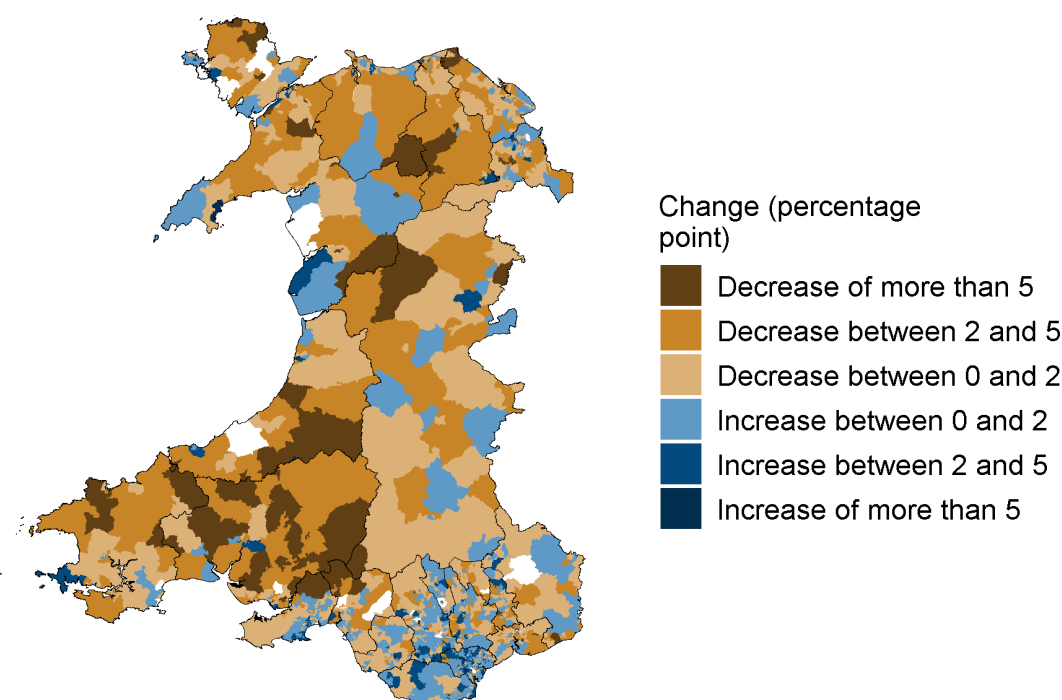 Change (percentage
point)
Decrease of more than 5
Decrease between 2 and 5
Decrease between 0 and 2
Increase between 0 and 2
Increase between 2 and 5
Increase of more than 5